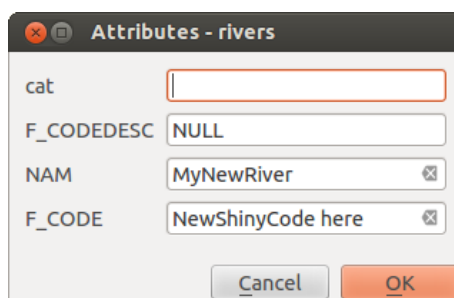 Attributes - rivers
cat
F_CODEDESC NULL
NAM MyNewRiver
F_CODE NewShinyCode here
Cancel OK